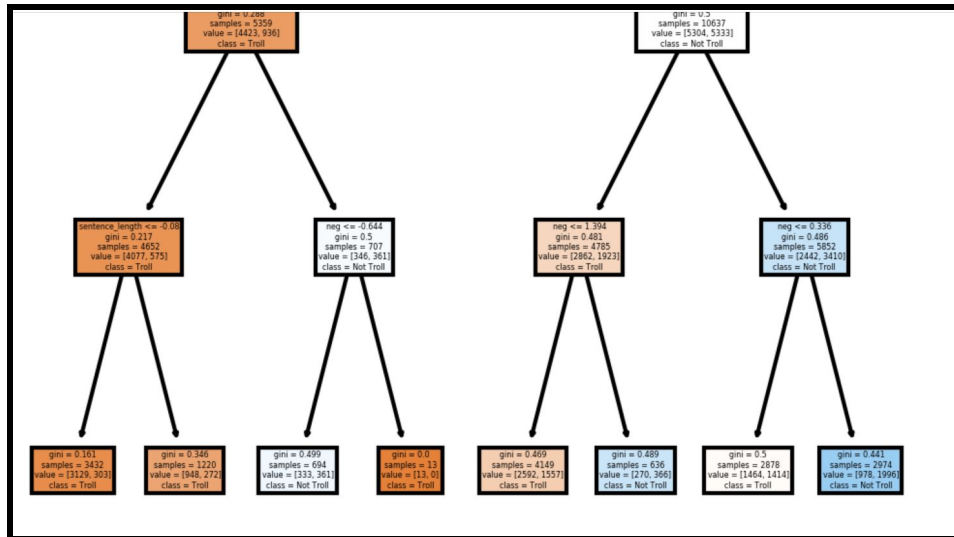 gini = 0.288
samples = 5359
value = [4423, 936]
class = Troll
gini = 0.5
samples = 10637
value = [5304, 5333]
class = Not Troll
sentence_length <= -0.08
gini = 0.217
samples = 4652
value = [4077, 575]
class = Troll
neg <= -0.644
gini = 0.5
samples = 707
value = [346, 361]
class = Not Troll
neg <= 1.394
gini = 0.481
samples = 4785
value = [2862, 1923]
class = Troll
neg <= 0.336
gini = 0.486
samples = 5852
value = [2442, 3410]
class = Not Troll
gini = 0.161
samples = 3432
value = [3129, 303]
class = Troll
gini = 0.346
samples = 1220
value = [948, 272]
class = Troll
gini = 0.499
samples = 694
value = [333, 361]
class = Not Troll
gini = 0.0
samples = 13
value = [13, 0]
class = Troll
gini = 0.469
samples = 4149
value = [2592, 1557]
class = Troll
gini = 0.489
samples = 636
value = [270, 366]
class = Not Troll
gini = 0.5
samples = 2878
value = [1464, 1414]
class = Troll
gini = 0.441
samples = 2974
value = [978, 1996]
class = Not Troll